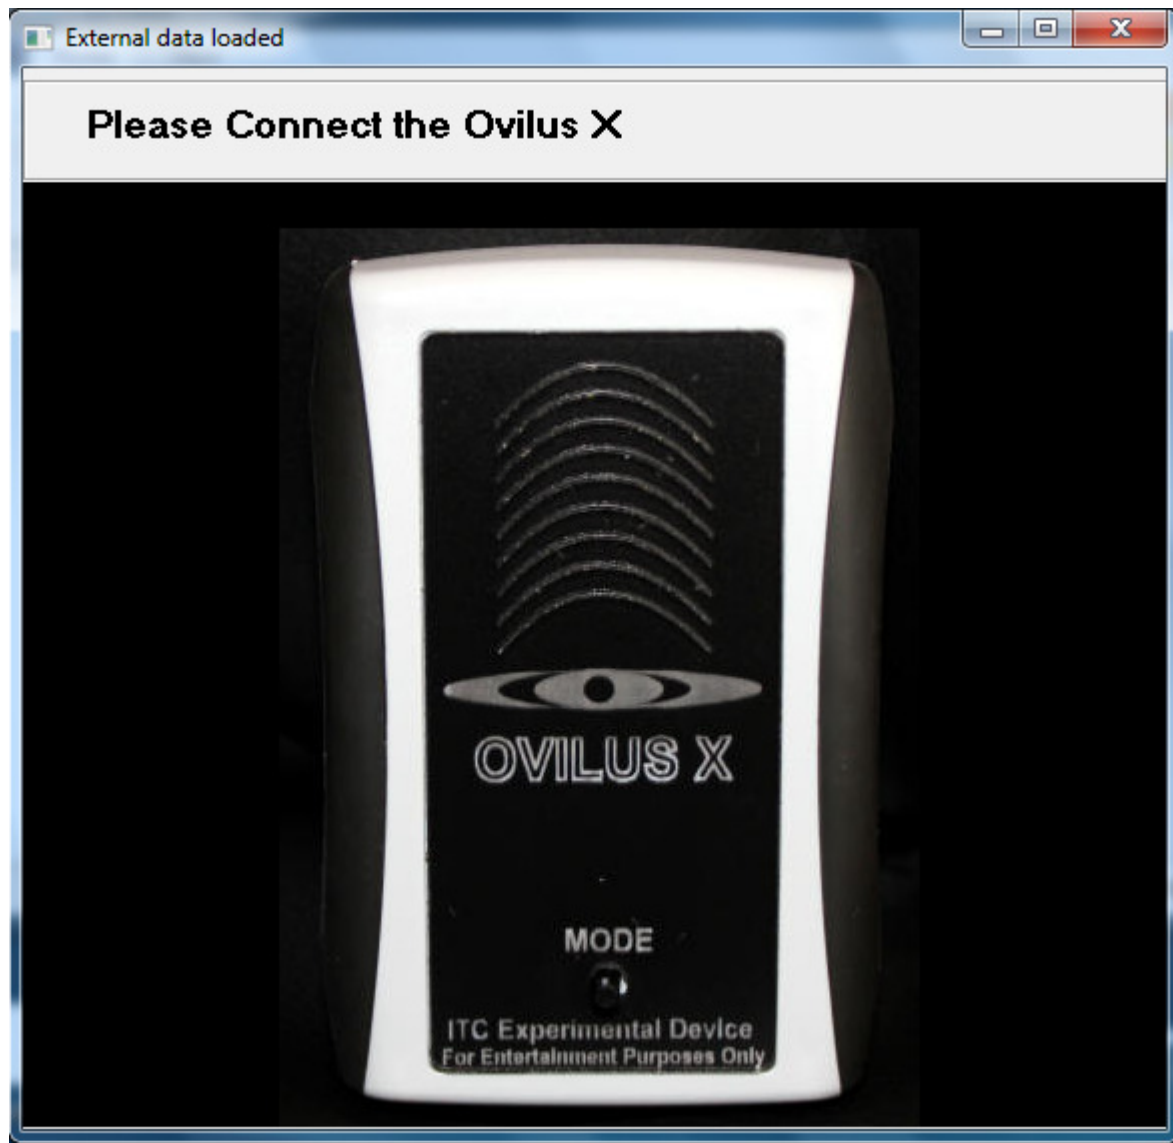 External data loaded
Please Connect the Ovilus X
OVILUS X
MODE
ITC Experimental Device
For Entertainment Purposes Only